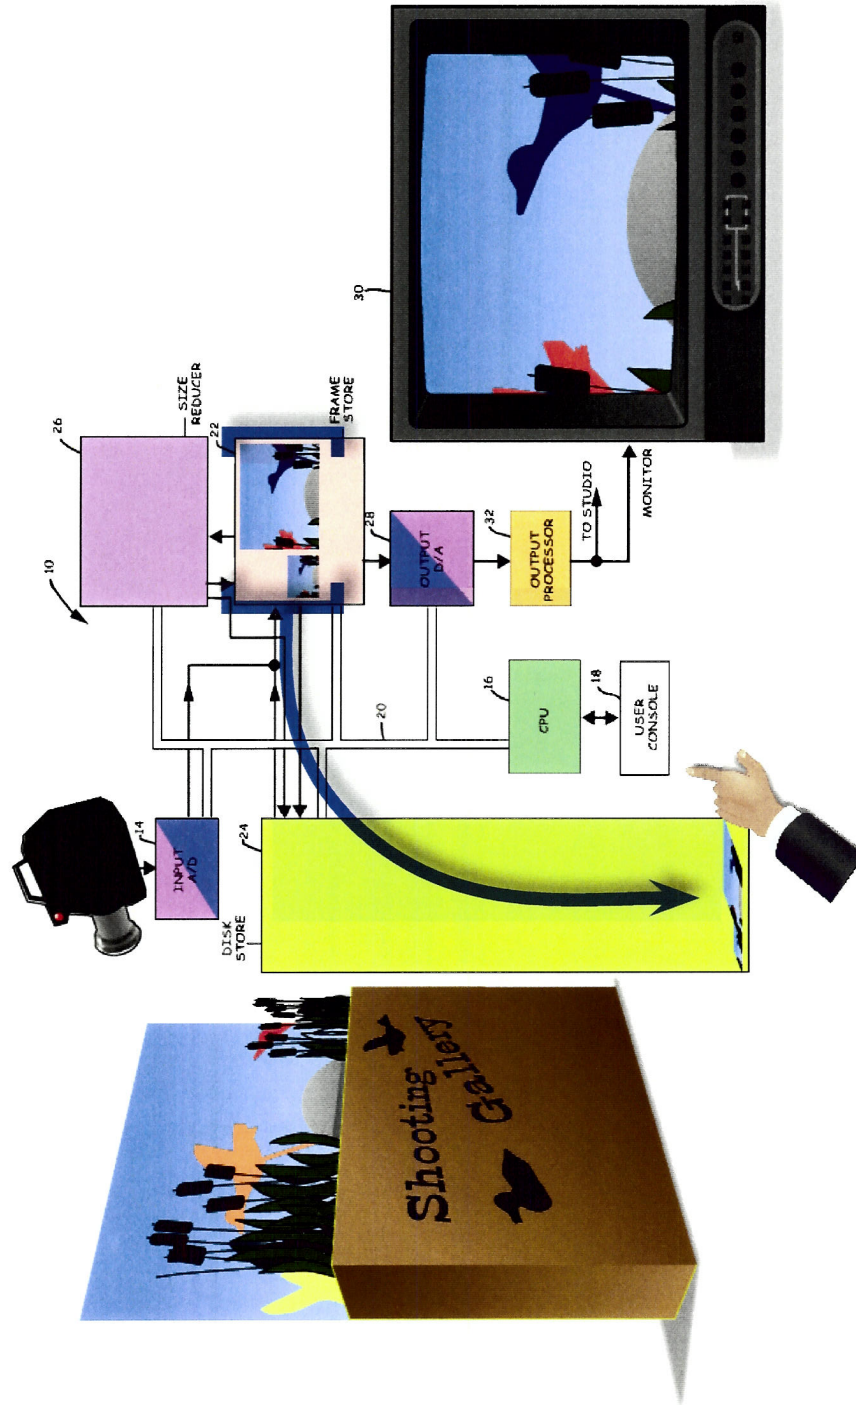 10
26
SIZE
REDUCER
22
FRAME
STORE
14
INPUT
A/D
24
DISK
STORE
20
28
OUTPUT
D/A
32
OUTPUT
PROCESSOR
TO STUDIO
MONITOR
30
16
CPU
18
USER
CONSOLE
Shooting
Gallery